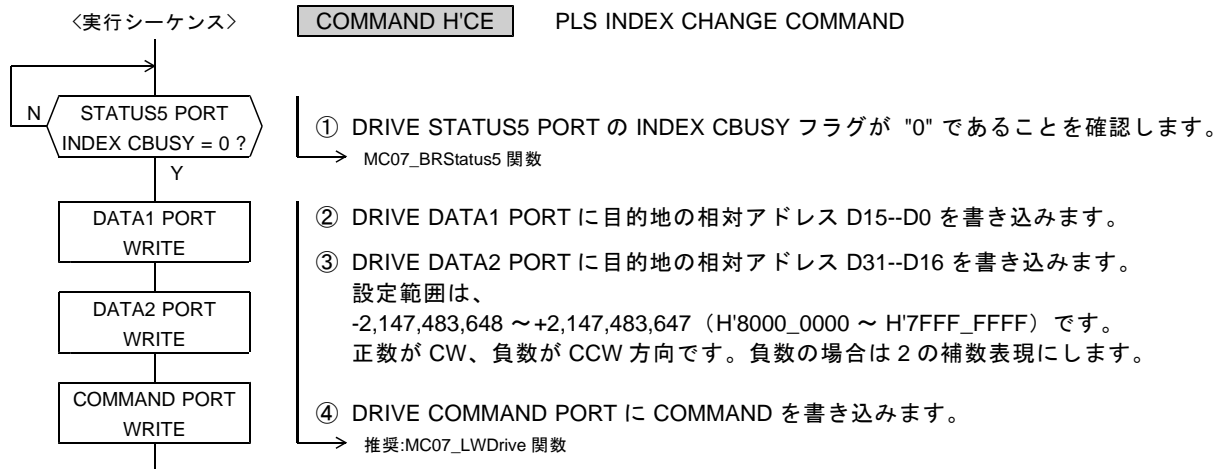 〈実行シーケンス〉
COMMAND H'CE
PLS INDEX CHANGE COMMAND
N
STATUS5 PORT
INDEX CBUSY = 0 ?
Y
① DRIVE STATUS5 PORT の INDEX CBUSY フラグが "0" であることを確認します。
MC07_BRStatus5 関数
DATA1 PORT
WRITE
② DRIVE DATA1 PORT に目的地の相対アドレス D15--D0 を書き込みます。
DATA2 PORT
WRITE
③ DRIVE DATA2 PORT に目的地の相対アドレス D31--D16 を書き込みます。
設定範囲は、
-2,147,483,648 ～+2,147,483,647（H'8000_0000 ～ H'7FFF_FFFF）です。
正数が CW、負数が CCW 方向です。負数の場合は 2 の補数表現にします。
COMMAND PORT
WRITE
④ DRIVE COMMAND PORT に COMMAND を書き込みます。
推奨:MC07_LWDrive 関数